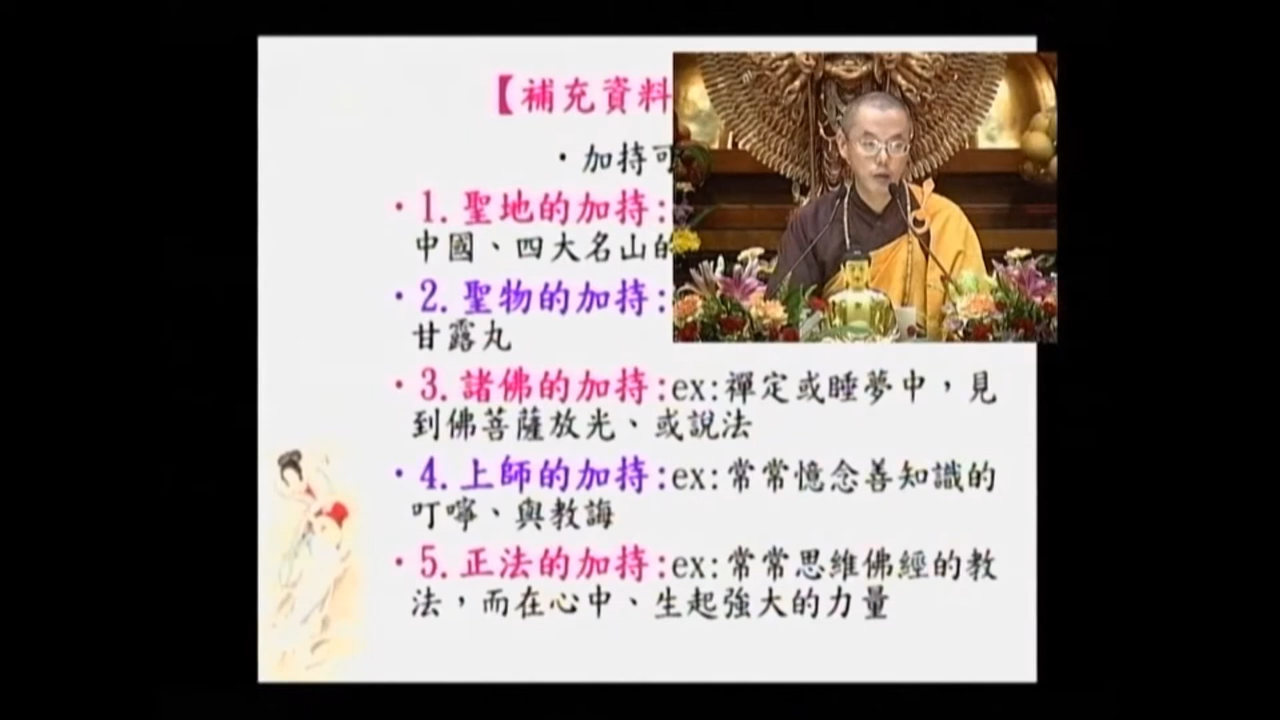 【補充資料
・加持可
・1.聖地的加持:
中國、四大名山的
・2.聖物的加持:
甘露丸
・3.諸佛的加持:ex:禪定或睡夢中，見
到佛菩薩放光、或說法
・4.上師的加持:ex:常常憶念善知識的
叮嚀、與教誨
・5.正法的加持:ex:常常思維佛經的教
法，而在心中、生起強大的力量